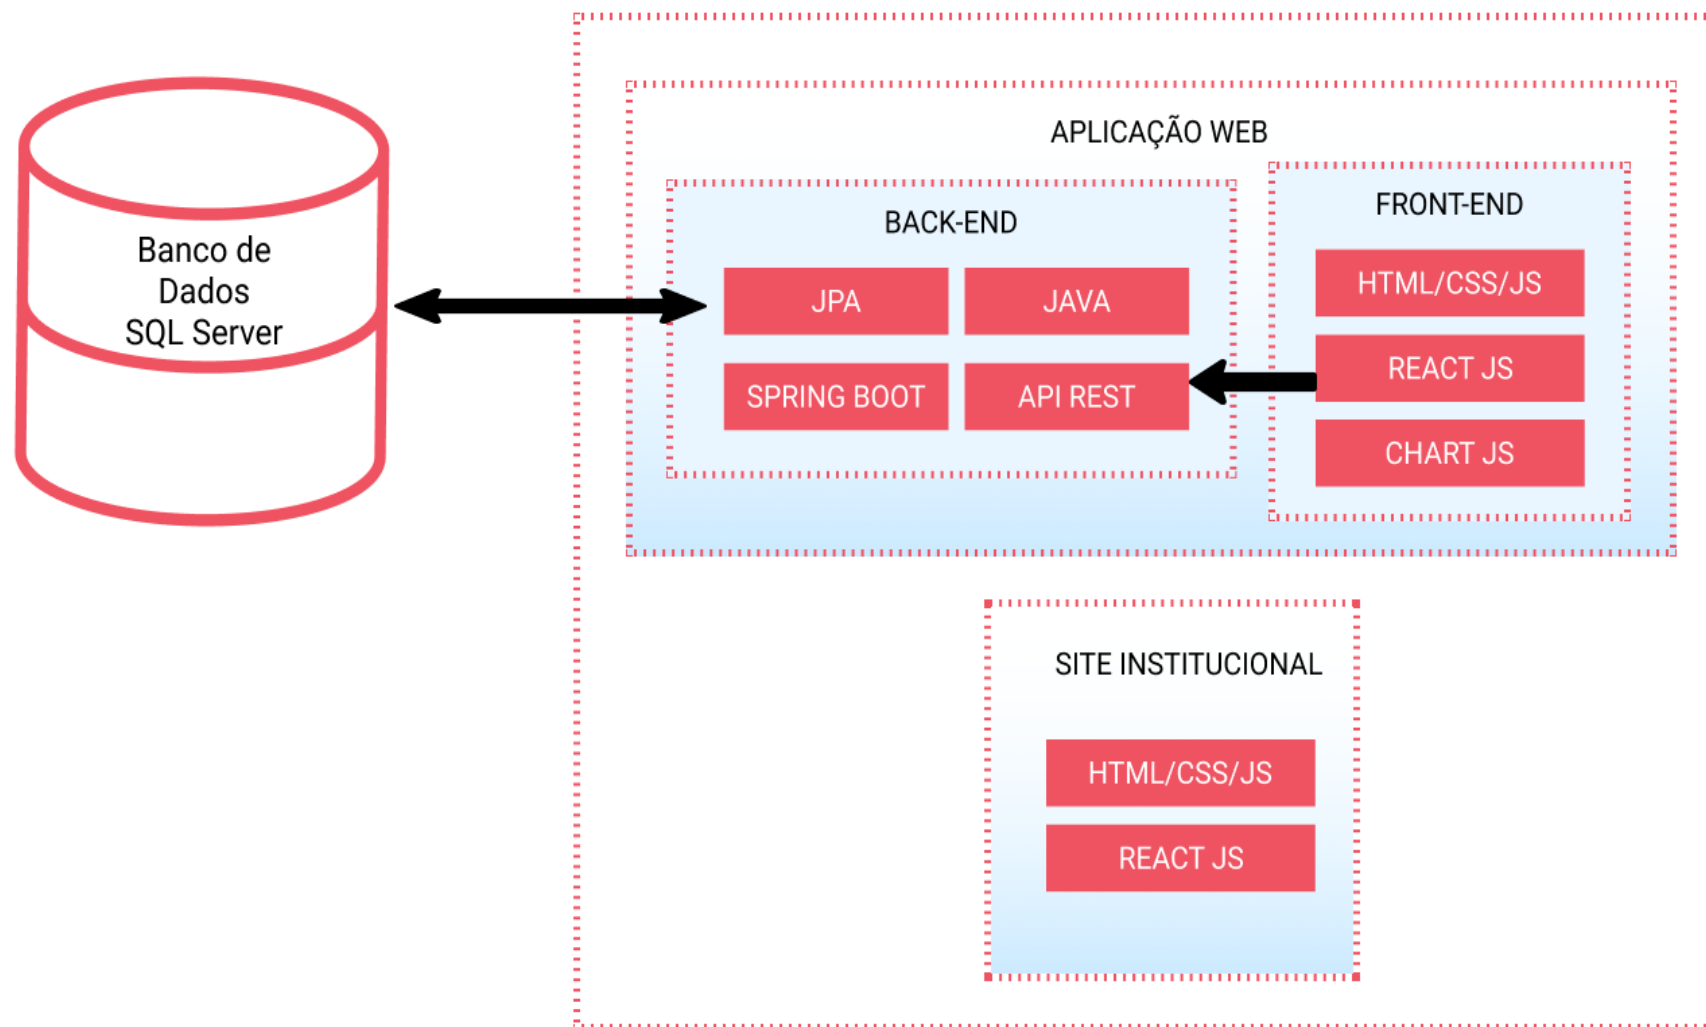 Banco de
Dados
SQL Server
APLICAÇÃO WEB
BACK-END
JPA
JAVA
SPRING BOOT
API REST
FRONT-END
HTML/CSS/JS
REACT JS
CHART JS
SITE INSTITUCIONAL
HTML/CSS/JS
REACT JS